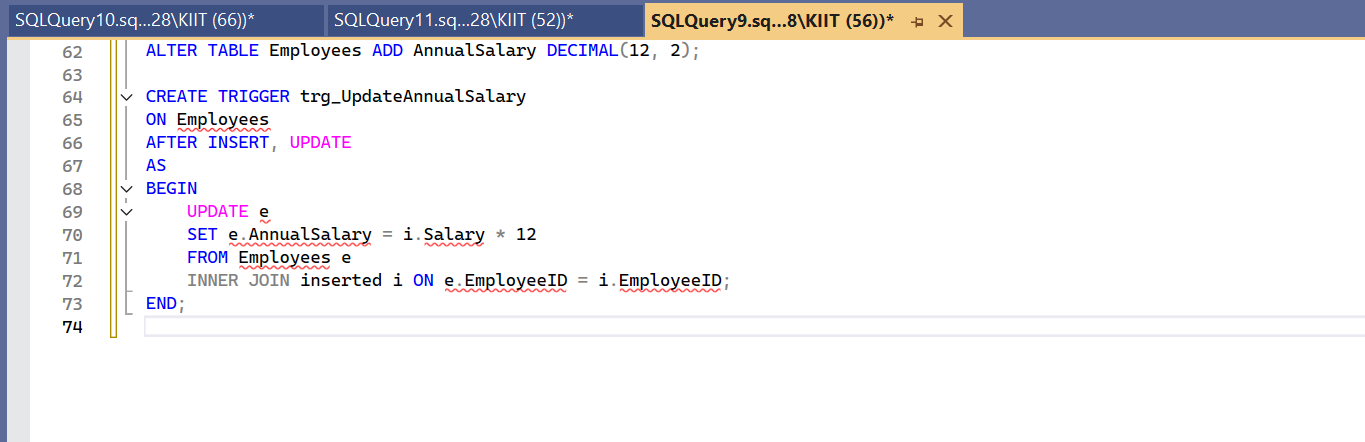 SQLQuery10.sq...28\KIIT (66))* SQLQuery11.sq...28\KIIT (52))* SQLQuery9.sq...8\KIIT (56))*
62 ALTER TABLE Employees ADD AnnualSalary DECIMAL(12, 2);
63
64 CREATE TRIGGER trg_UpdateAnnualSalary
65 ON Employees
66 AFTER INSERT, UPDATE
67 AS
68 BEGIN
69     UPDATE e
70     SET e.AnnualSalary = i.Salary * 12
71     FROM Employees e
72     INNER JOIN inserted i ON e.EmployeeID = i.EmployeeID;
73 END;
74